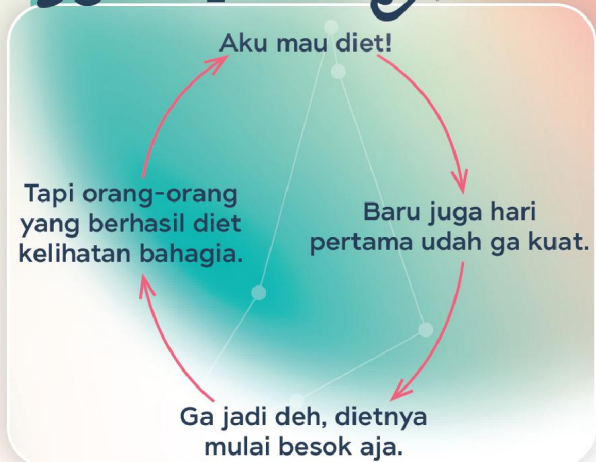 Aku mau diet!
Baru juga hari
pertama udah ga kuat.
Ga jadi deh, dietnya
mulai besok aja.
Tapi orang-orang
yang berhasil diet
kelihatan bahagia.